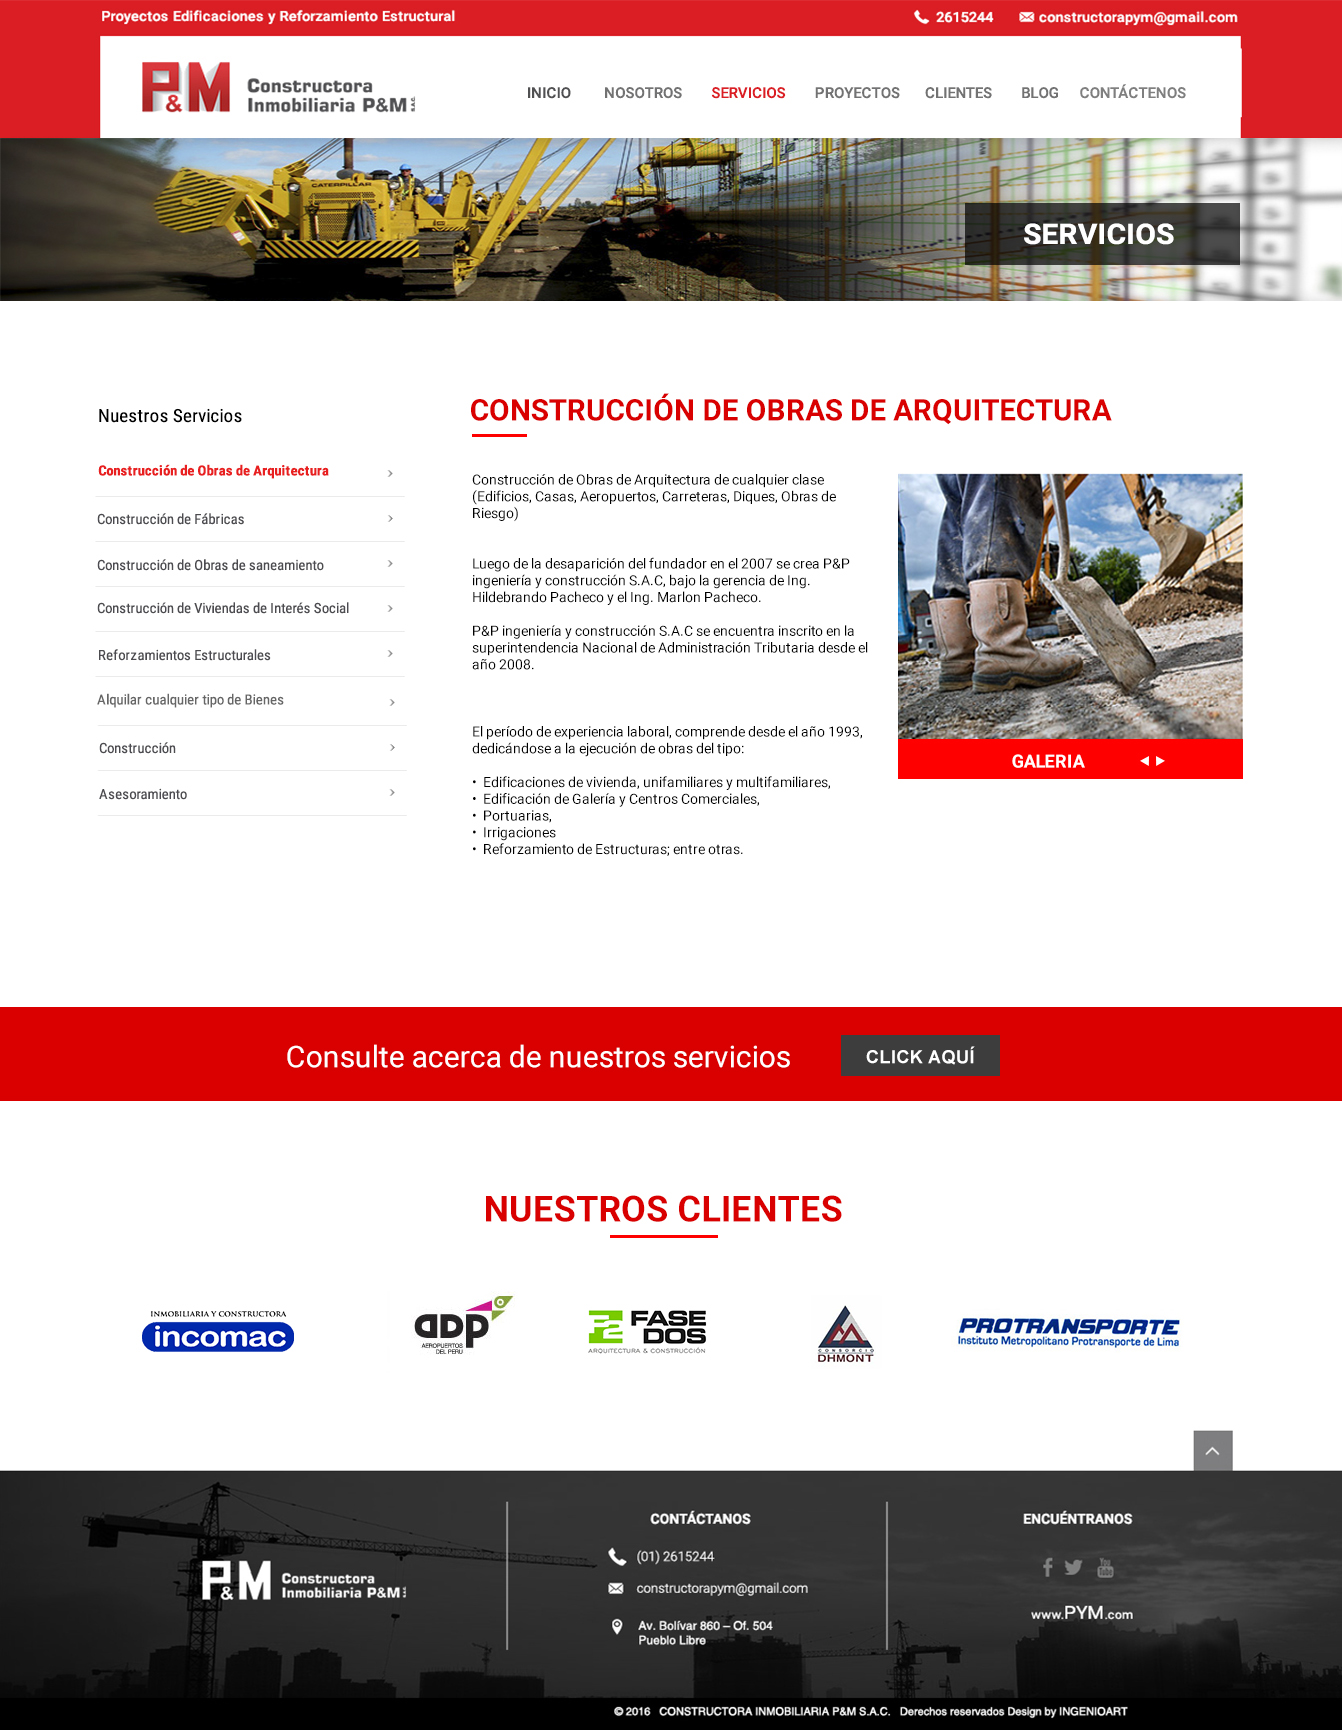 Proyectos Edificaciones y Reforzamiento Estructural
2615244
constructorapym@gmail.com
P&M Constructora
Inmobiliaria P&M S.A.C.
INICIO NOSOTROS SERVICIOS PROYECTOS CLIENTES BLOG CONTÁCTENOS
CATERPILLAR
SERVICIOS
Nuestros Servicios
Construcción de Obras de Arquitectura
Construcción de Fábricas
Construcción de Obras de saneamiento
Construcción de Viviendas de Interés Social
Reforzamientos Estructurales
Alquilar cualquier tipo de Bienes
Construcción
Asesoramiento
CONSTRUCCIÓN DE OBRAS DE ARQUITECTURA
Construcción de Obras de Arquitectura de cualquier clase
(Edificios, Casas, Aeropuertos, Carreteras, Diques, Obras de
Riesgo)
Luego de la desaparición del fundador en el 2007 se crea P&P
ingeniería y construcción S.A.C, bajo la gerencia de Ing.
Hildebrando Pacheco y el Ing. Marlon Pacheco.
P&P ingeniería y construcción S.A.C se encuentra inscrito en la
superintendencia Nacional de Administración Tributaria desde el
año 2008.
El período de experiencia laboral, comprende desde el año 1993,
dedicándose a la ejecución de obras del tipo:
• Edificaciones de vivienda, unifamiliares y multifamiliares,
• Edificación de Galería y Centros Comerciales,
• Portuarias,
• Irrigaciones
• Reforzamiento de Estructuras; entre otras.
GALERIA
Consulte acerca de nuestros servicios
CLICK AQUÍ
NUESTROS CLIENTES
INMOBILIARIA Y CONSTRUCTORA
incomac
ADP
AEROPUERTOS
DEL PERU
FASE
DOS
ARQUITECTURA & CONSTRUCCIÓN
CONSORCIO
DHMONT
PROTRANSPORTE
Instituto Metropolitano Protransporte de Lima
P&M Constructora
Inmobiliaria P&M
CONTÁCTANOS
(01) 2615244
constructorapym@gmail.com
Av. Bolívar 860 – Of. 504
Pueblo Libre
ENCUÉNTRANOS
www.PYM.com
© 2016 CONSTRUCTORA INMOBILIARIA P&M S.A.C. Derechos reservados Design by INGENIOART